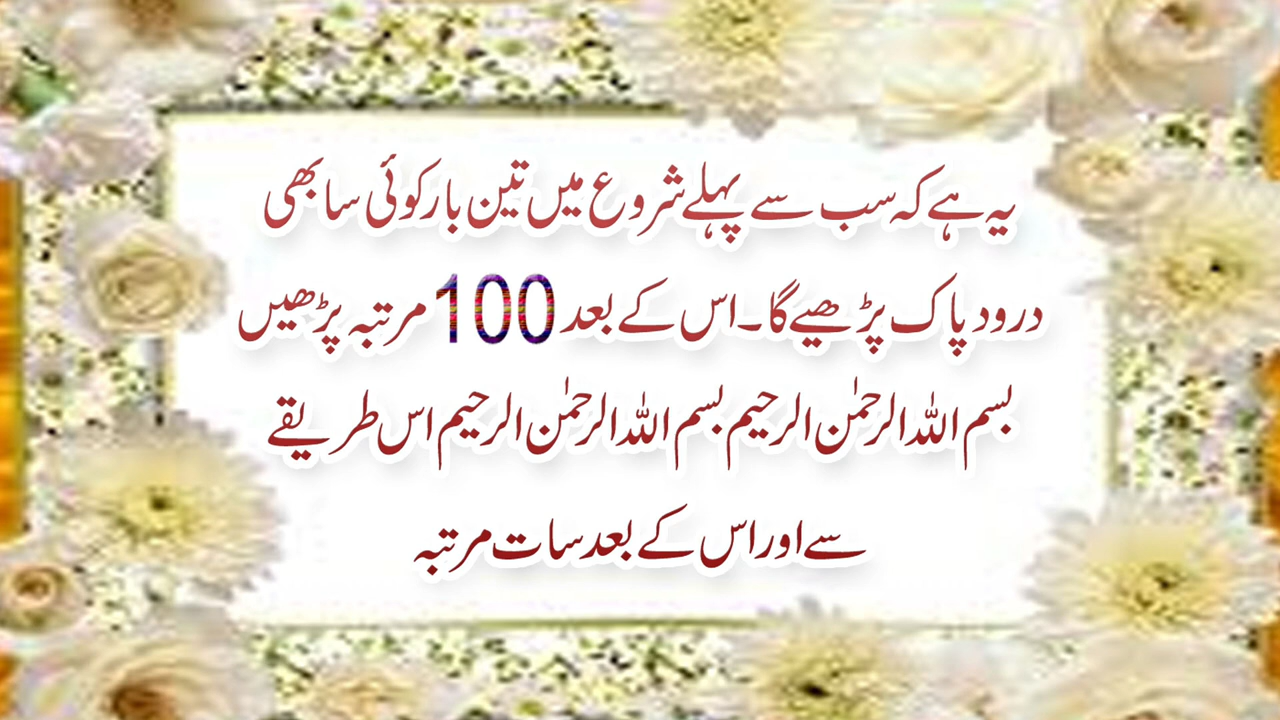 یہ ہے کہ سب سے پہلے شروع میں تین بار کوئی سا بھی
درود پاک پڑھیے گا۔ اس کے بعد 100 مرتبہ پڑھیں
بسم اللہ الرحمٰن الرحیم بسم اللہ الرحمٰن الرحیم اس طریقے
سے اور اس کے بعد سات مرتبہ